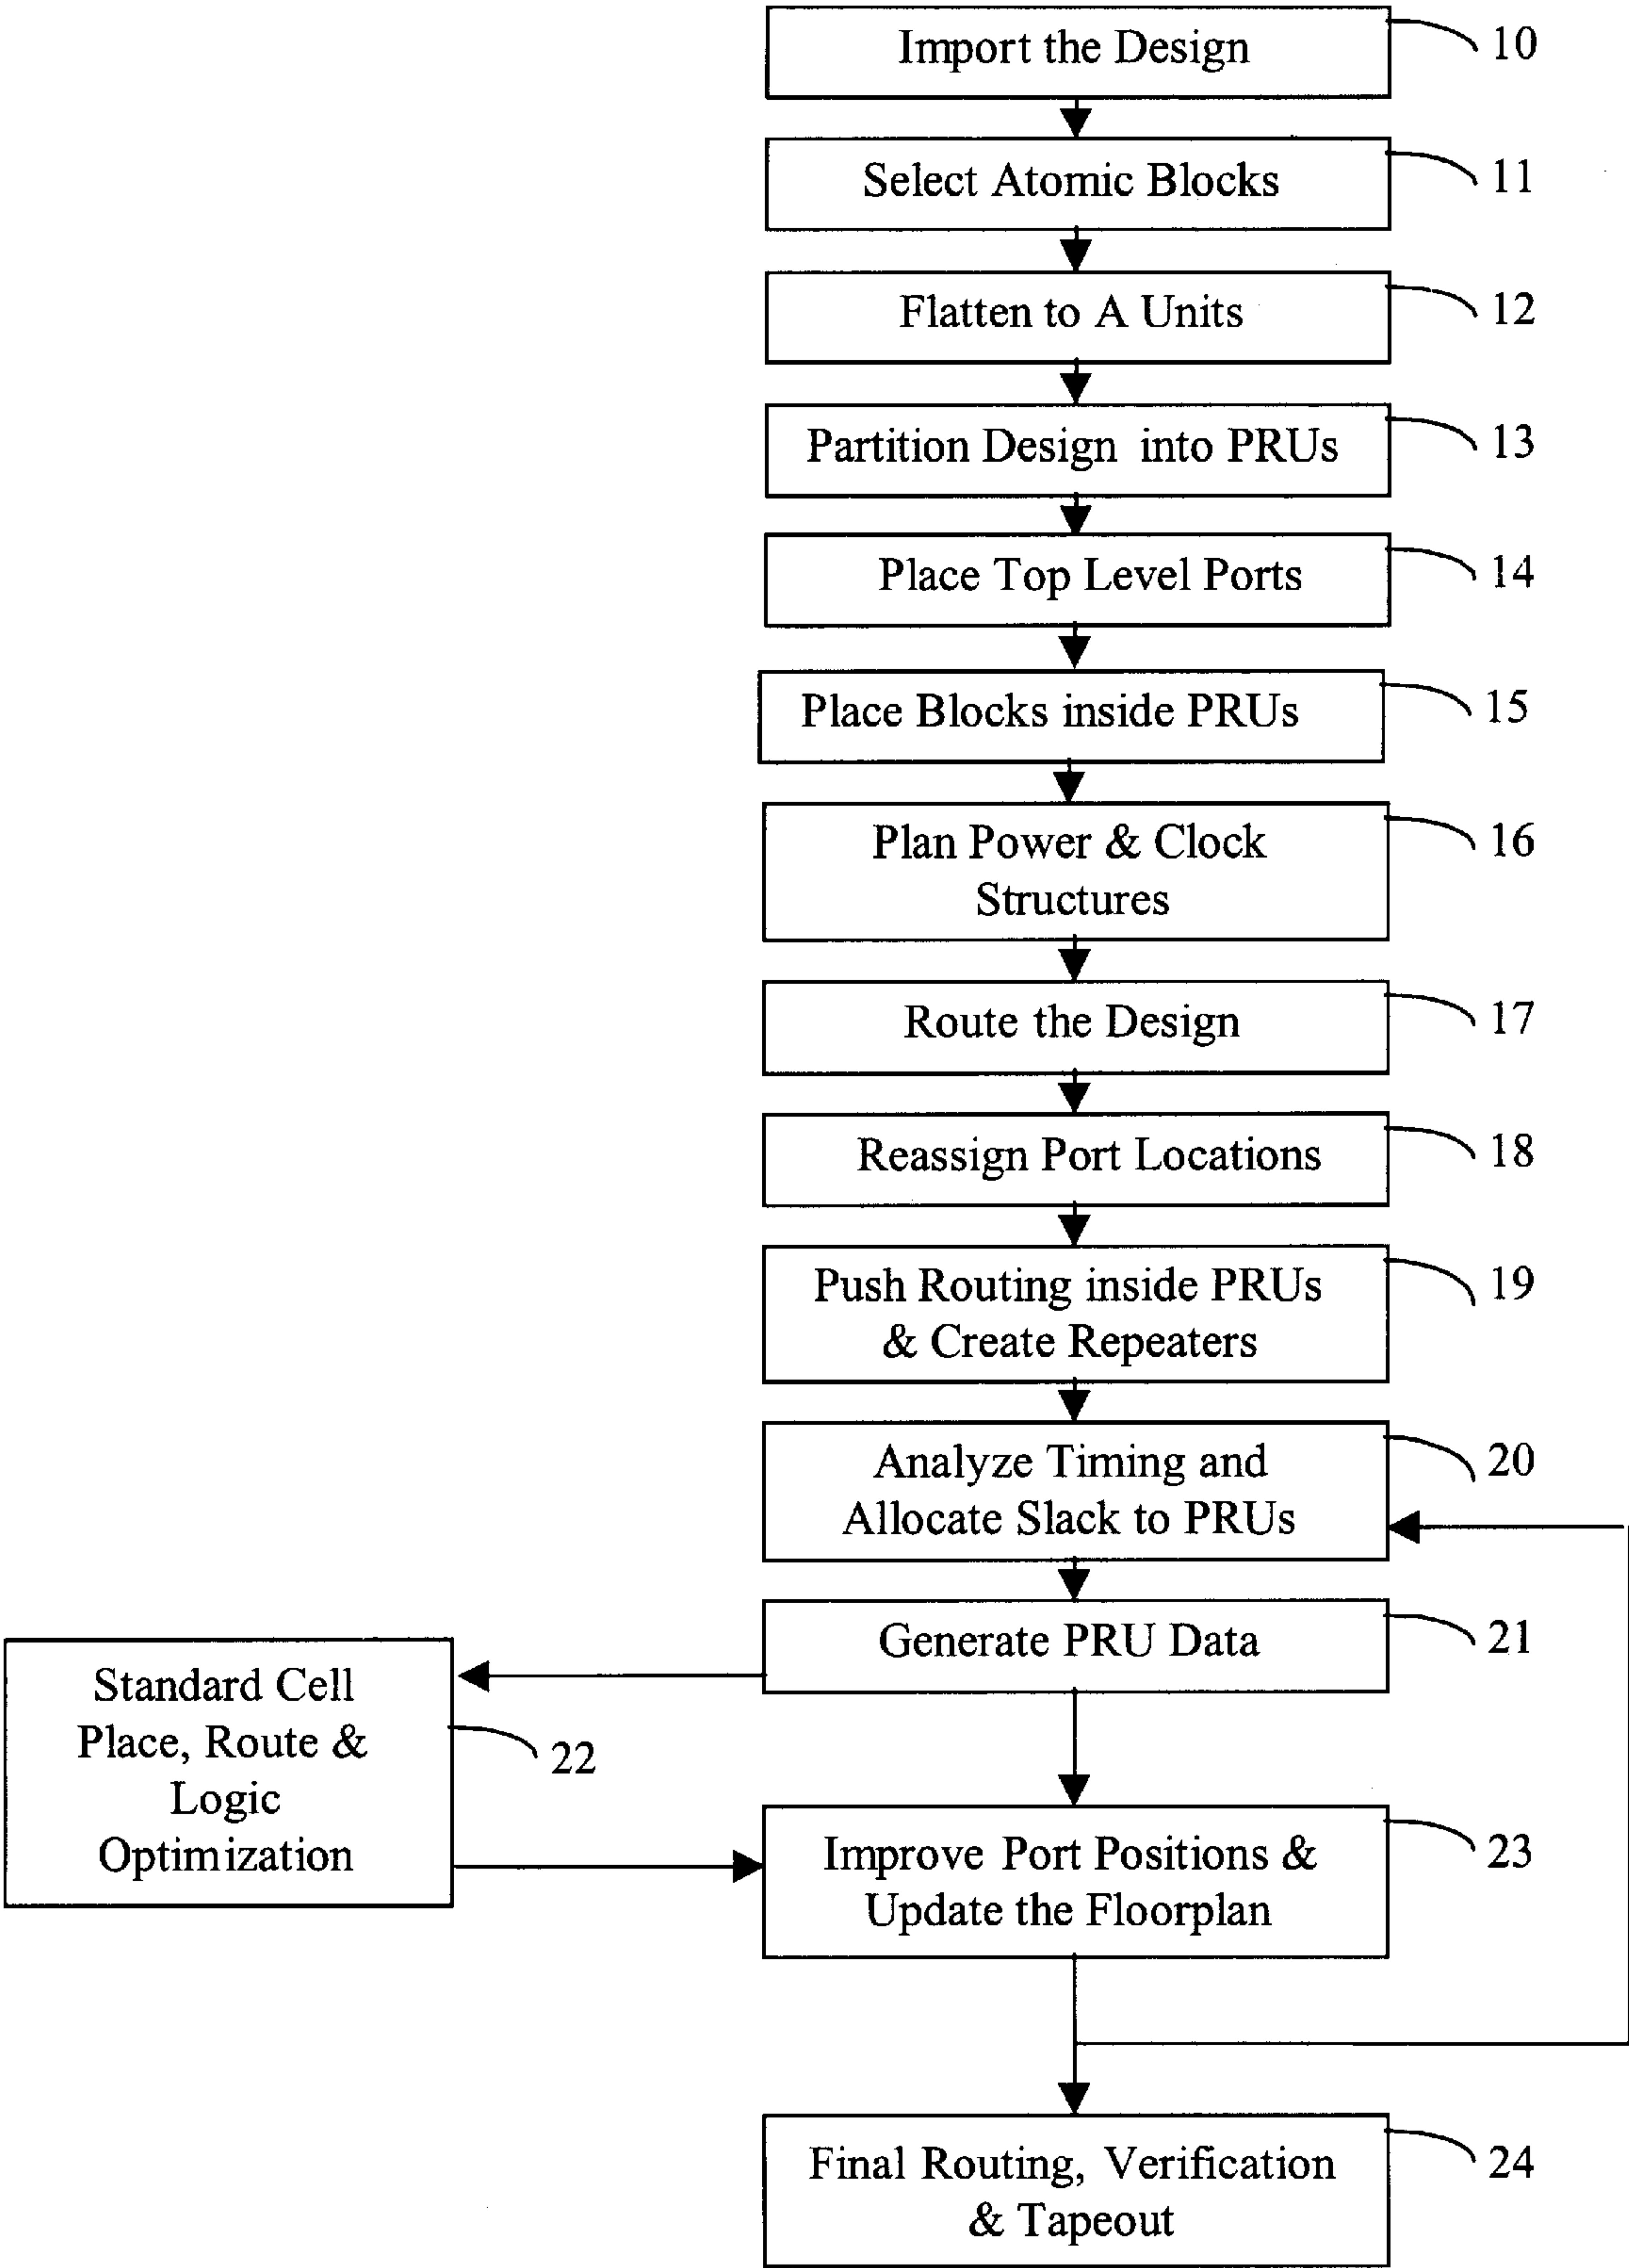 Import the Design
10
Select Atomic Blocks
11
Flatten to A Units
12
Partition Design into PRUs
13
Place Top Level Ports
14
Place Blocks inside PRUs
15
Plan Power & Clock
Structures
16
Route the Design
17
Reassign Port Locations
18
Push Routing inside PRUs
& Create Repeaters
19
Analyze Timing and
Allocate Slack to PRUs
20
Generate PRU Data
21
Standard Cell
Place, Route &
Logic
Optimization
22
Improve Port Positions &
Update the Floorplan
23
Final Routing, Verification
& Tapeout
24